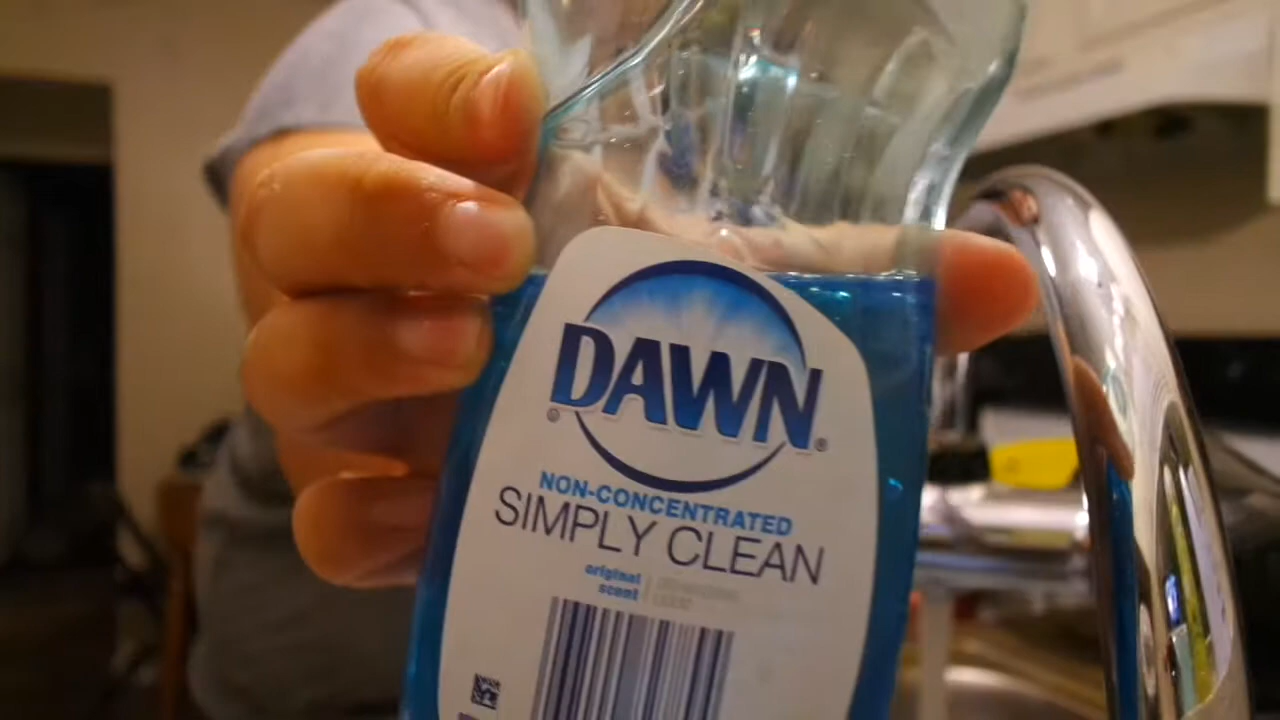 DAWN
NON-CONCENTRATED
SIMPLY CLEAN
original
scent